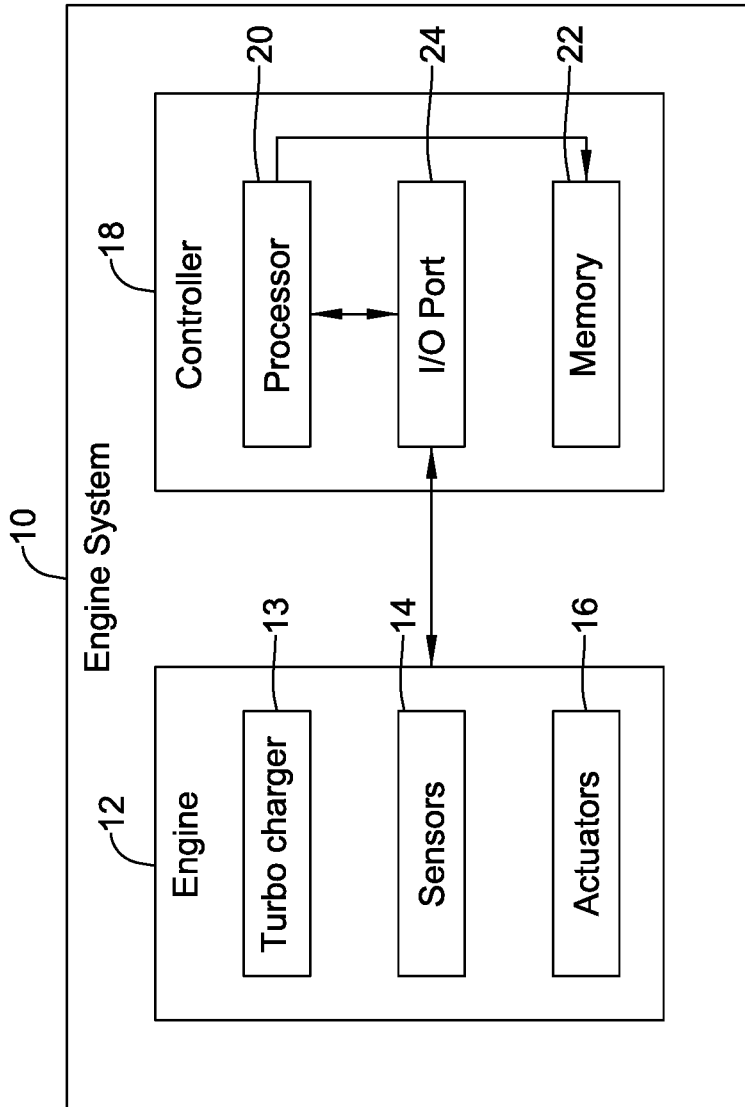 10
Engine System
12
Engine
Turbo charger
13
Sensors
14
Actuators
16
18
Controller
Processor
20
I/O Port
24
Memory
22